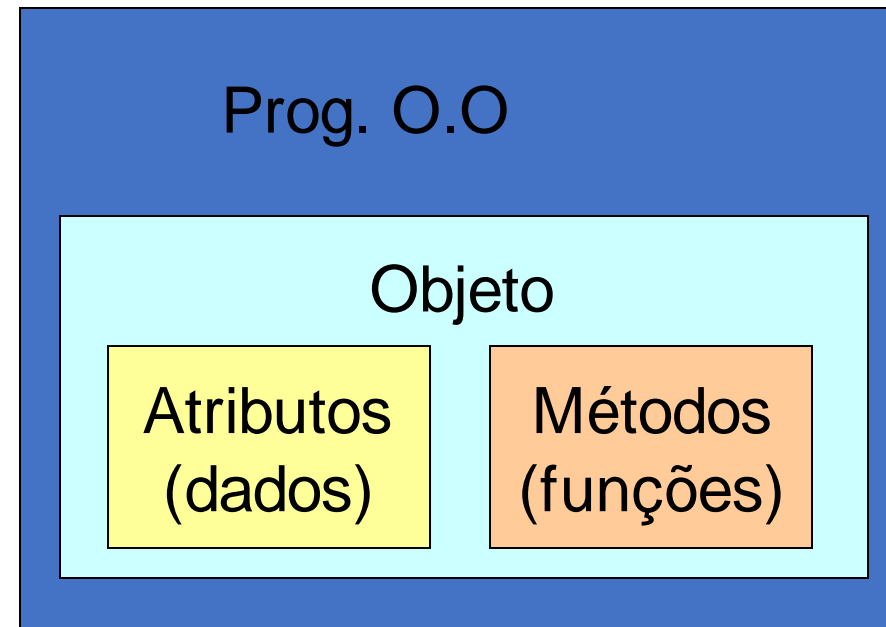 Prog. O.O
Objeto
Atributos
(dados)
Métodos
(funções)